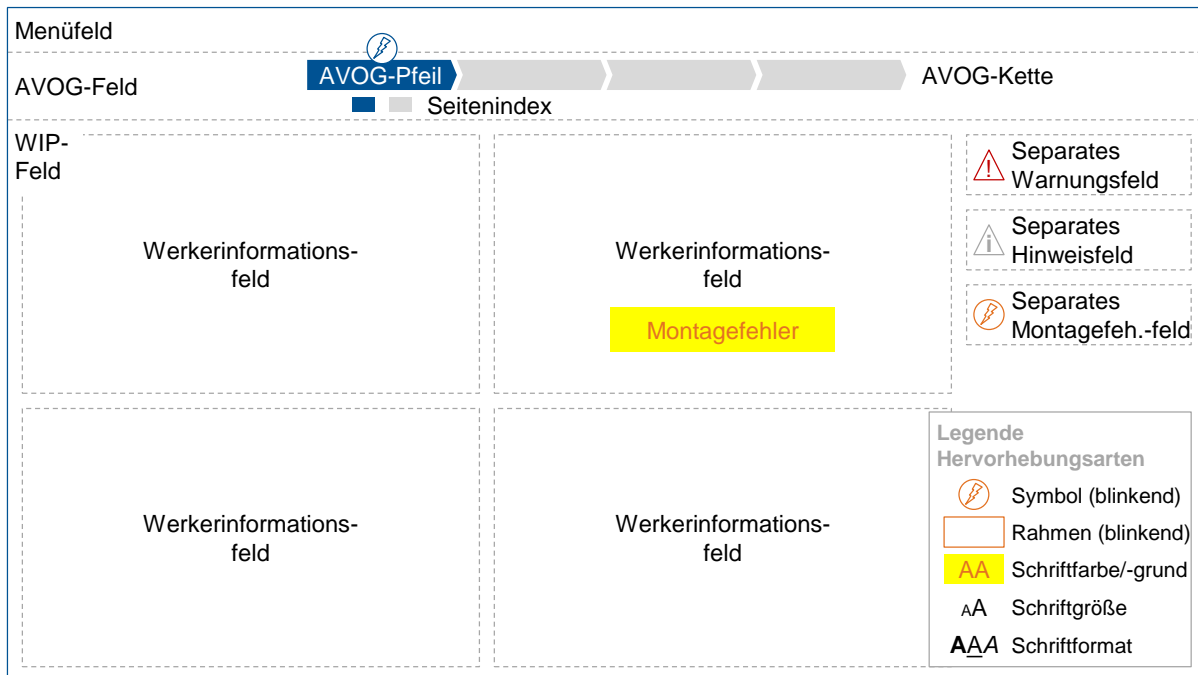 Menüfeld
AVOG-Feld
AVOG-Pfeil
AVOG-Kette
Seitenindex
WIP-
Feld
Werkerinformations-
feld
Werkerinformations-
feld
Montagefehler
Separates
Warnungsfeld
Separates
Hinweisfeld
Separates
Montagefeh.-feld
Werkerinformations-
feld
Werkerinformations-
feld
Legende
Hervorhebungsarten
Symbol (blinkend)
Rahmen (blinkend)
AA Schriftfarbe/-grund
AA Schriftgröße
AAA Schriftformat